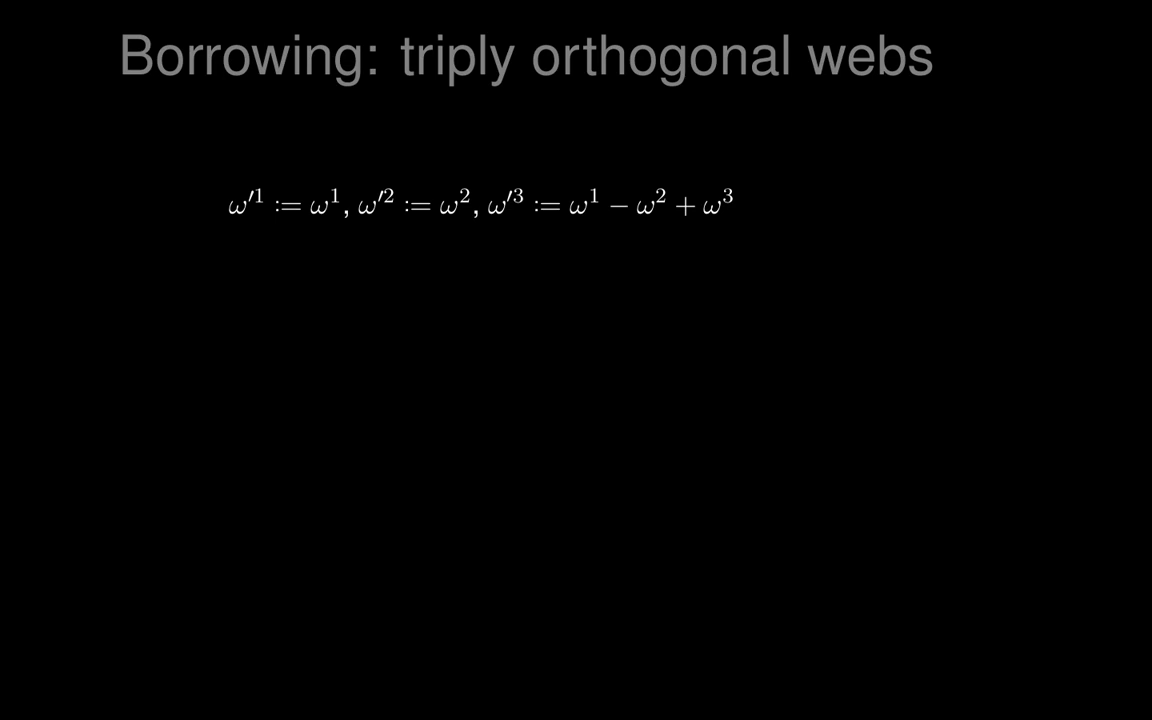 Borrowing: triply orthogonal webs
ω′¹ := ω¹, ω′² := ω², ω′³ := ω¹ − ω² + ω³